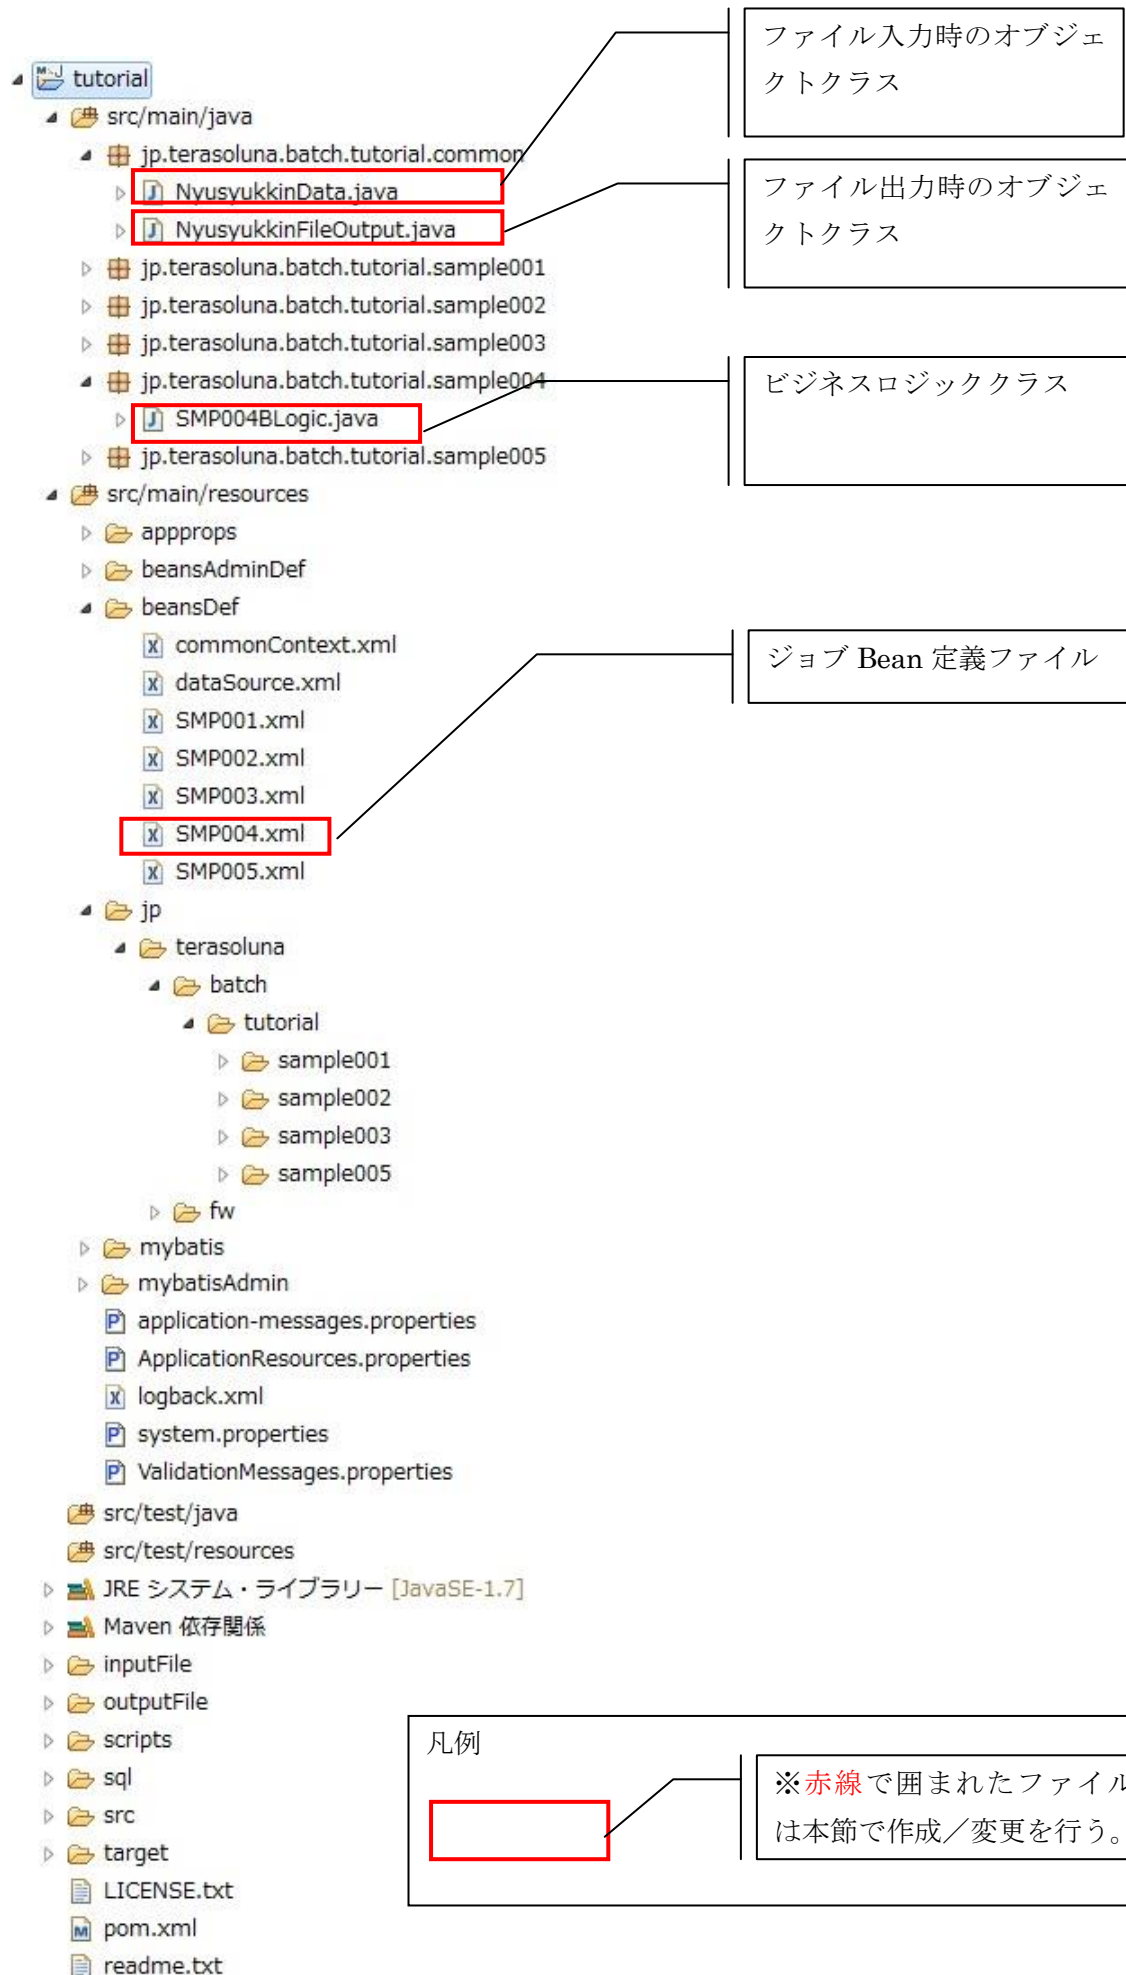 tutorial
src/main/java
jp.terasoluna.batch.tutorial.common
NyusyukkinData.java
NyusyukkinFileOutput.java
jp.terasoluna.batch.tutorial.sample001
jp.terasoluna.batch.tutorial.sample002
jp.terasoluna.batch.tutorial.sample003
jp.terasoluna.batch.tutorial.sample004
SMP004BLogic.java
jp.terasoluna.batch.tutorial.sample005
src/main/resources
appprops
beansAdminDef
beansDef
commonContext.xml
dataSource.xml
SMP001.xml
SMP002.xml
SMP003.xml
SMP004.xml
SMP005.xml
jp
terasoluna
batch
tutorial
sample001
sample002
sample003
sample005
fw
mybatis
mybatisAdmin
application-messages.properties
ApplicationResources.properties
logback.xml
system.properties
ValidationMessages.properties
src/test/java
src/test/resources
JRE システム・ライブラリー [JavaSE-1.7]
Maven 依存関係
inputFile
outputFile
scripts
sql
src
target
LICENSE.txt
pom.xml
readme.txt
ファイル入力時のオブジェ
クトクラス
ファイル出力時のオブジェ
クトクラス
ビジネスロジッククラス
ジョブ Bean 定義ファイル
凡例
※赤線で囲まれたファイル
は本節で作成／変更を行う。